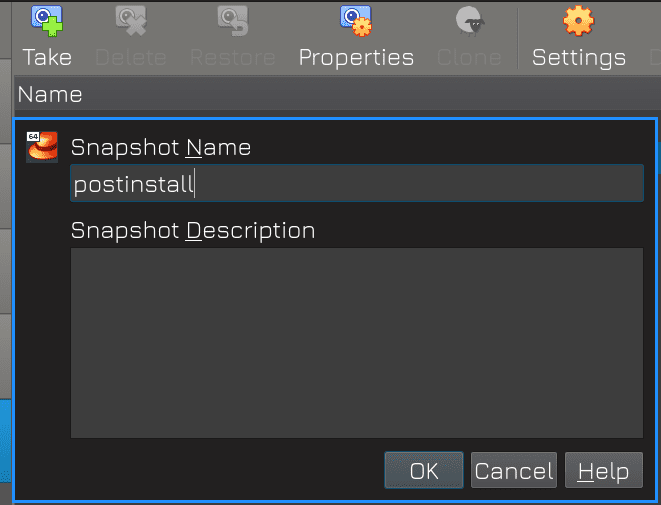 Take Delete Restore Properties Clone Settings
Name
64
Snapshot Name
postinstall
Snapshot Description
OK Cancel Help